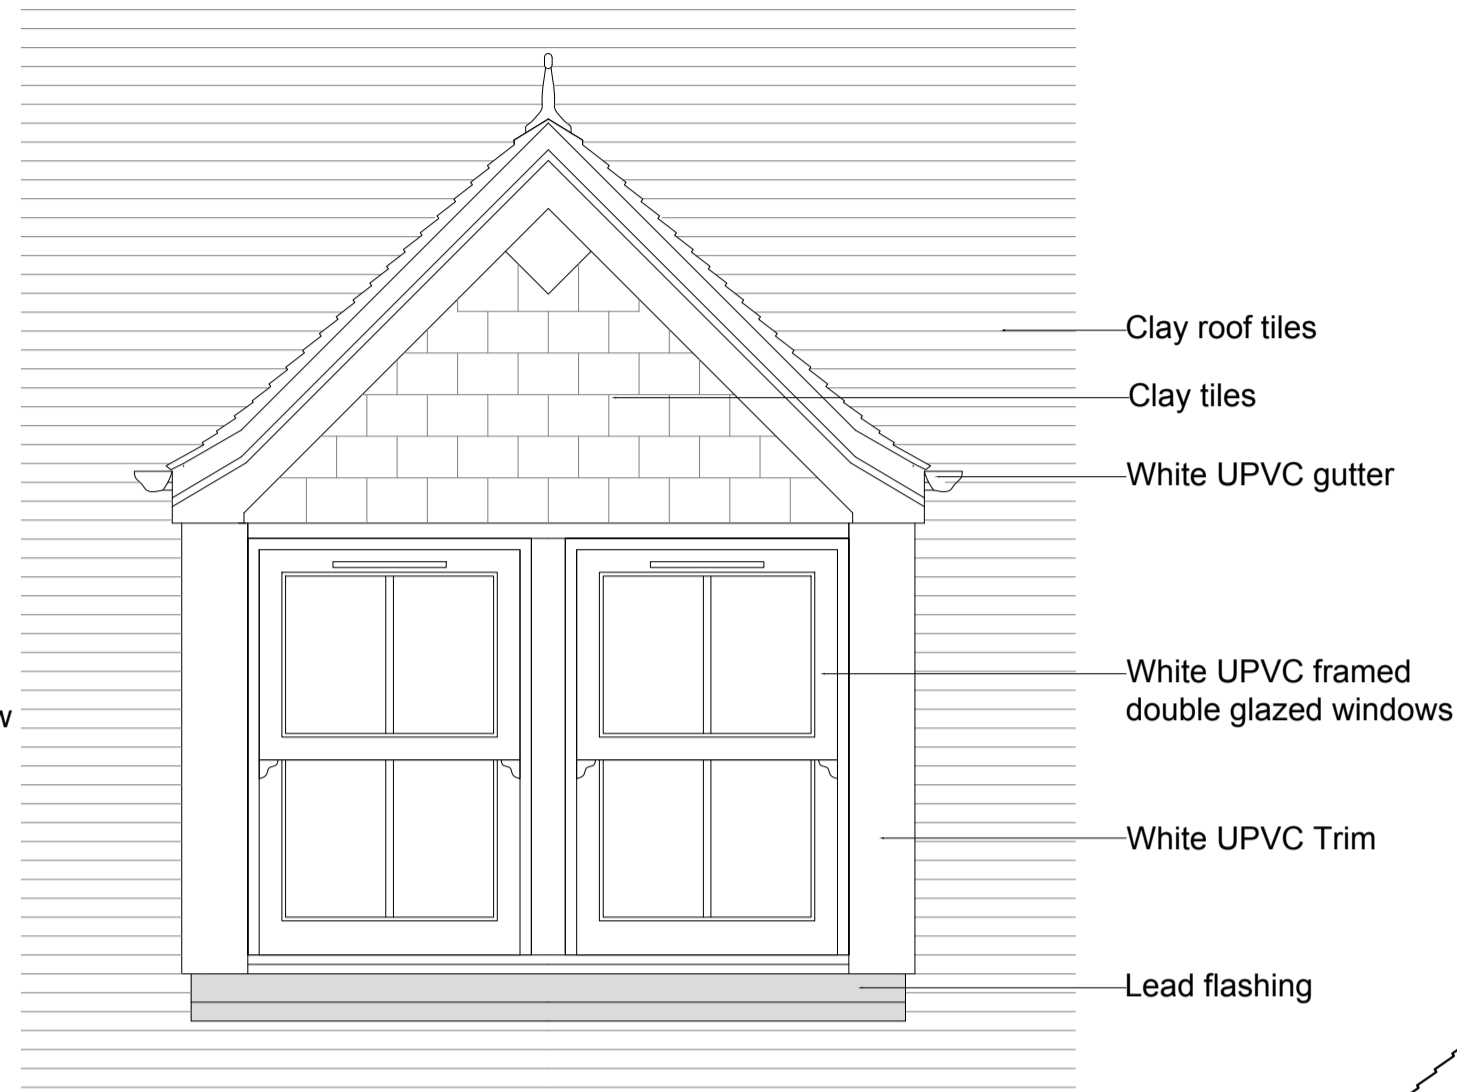 Clay roof tiles
Clay tiles
White UPVC gutter
White UPVC framed
double glazed windows
White UPVC Trim
Lead flashing